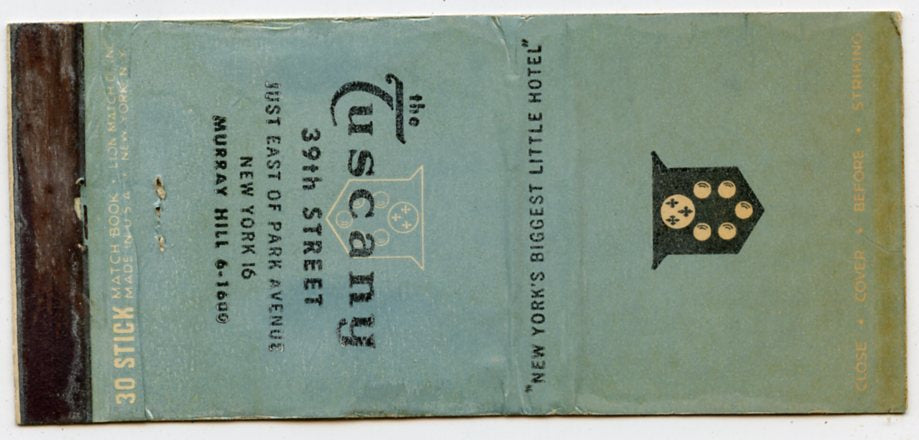 the
Tuscany
39th STREET
JUST EAST OF PARK AVENUE
NEW YORK 16
MURRAY HILL 6-1600
"NEW YORK'S BIGGEST LITTLE HOTEL"
CLOSE • COVER • BEFORE • STRIKING
30 STICK MATCH BOOK • LION MATCH CO. INC.
MADE IN U.S.A. NEW YORK N.Y.